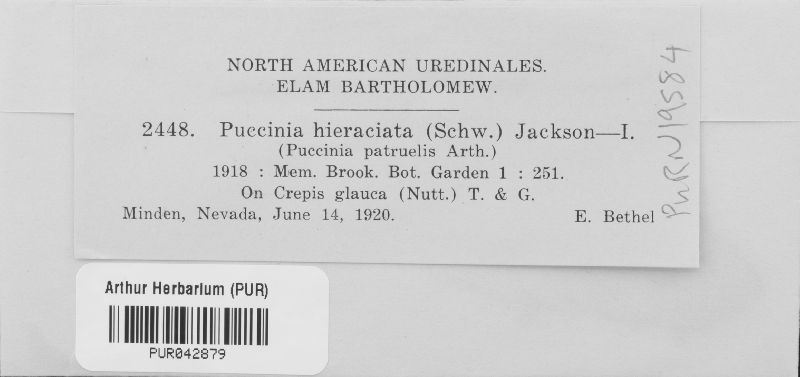 NORTH AMERICAN UREDINALES.
ELAM BARTHOLOMEW.
2448. Puccinia hieraciata (Schw.) Jackson—I.
(Puccinia patruelis Arth.)
1918 : Mem. Brook. Bot. Garden 1 : 251.
On Crepis glauca (Nutt.) T. & G.
Minden, Nevada, June 14, 1920. E. Bethel
PURN19584
Arthur Herbarium (PUR)
PUR042879